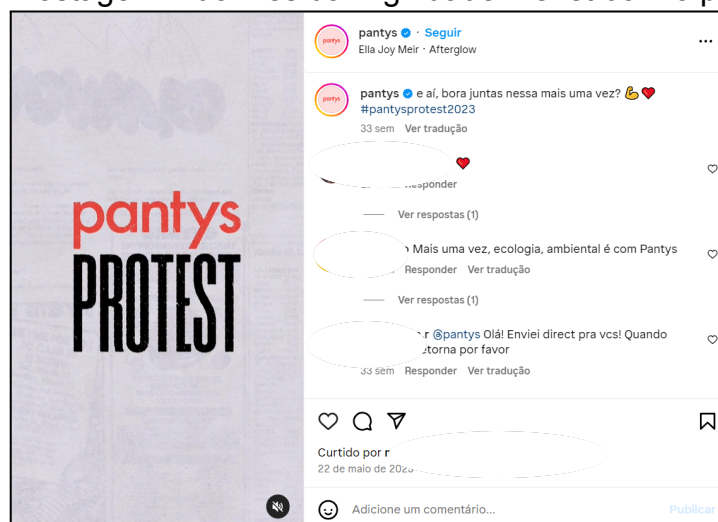 pantys · Seguir
Ella Joy Meir · Afterglow
pantys
PROTEST
pantys
pantys e aí, bora juntas nessa mais uma vez? 💪❤️
#pantysprotest2023
33 sem Ver tradução
❤️
Responder
Ver respostas (1)
Mais uma vez, ecologia, ambiental é com Pantys
Responder Ver tradução
Ver respostas (1)
@pantys Olá! Enviei direct pra vcs! Quando
por favor
33 sem Responder Ver tradução
Curtido por r
22 de maio de
Adicione um comentário...
Publicar